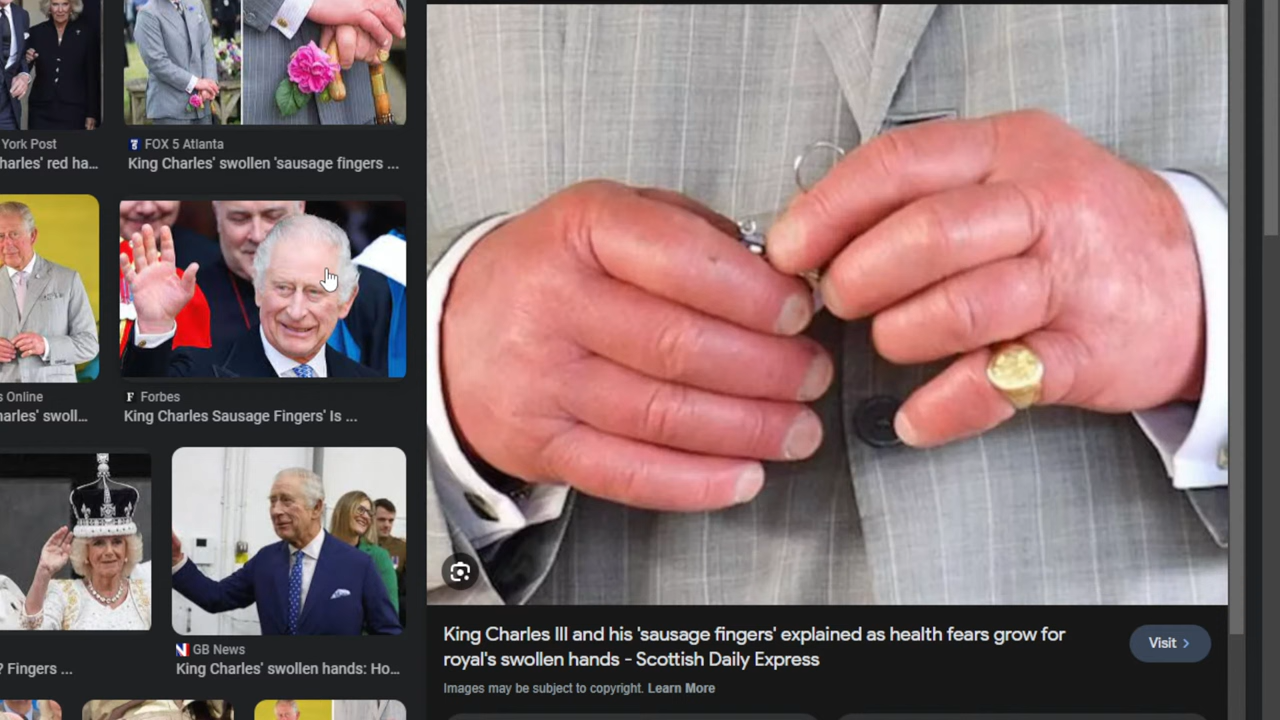 York Post
harles' red ha...
FOX 5 Atlanta
King Charles' swollen 'sausage fingers ...
s Online
harles' swoll...
F Forbes
King Charles Sausage Fingers' Is ...
? Fingers ...
GB News
King Charles' swollen hands: Ho...
King Charles III and his 'sausage fingers' explained as health fears grow for
royal's swollen hands - Scottish Daily Express
Visit >
Images may be subject to copyright. Learn More